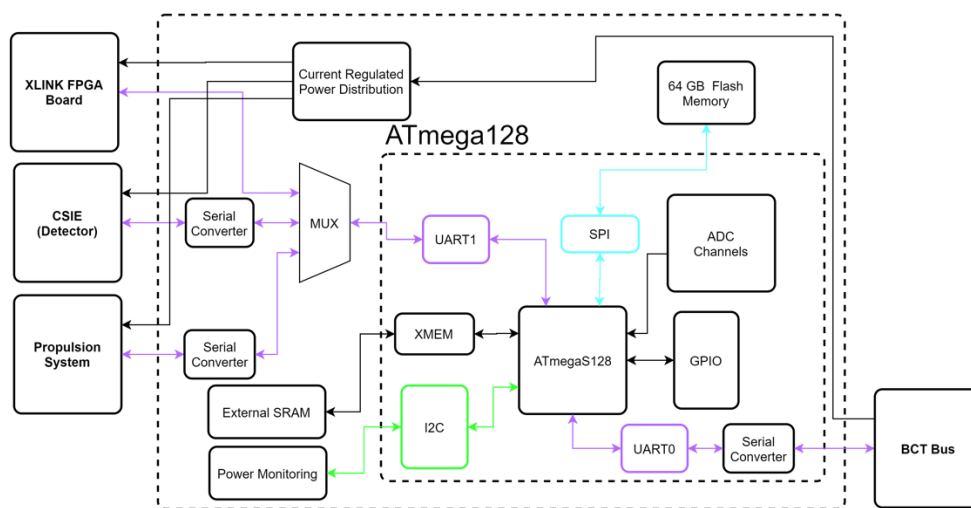 XLINK FPGA
Board
Current Regulated
Power Distribution
64 GB Flash
Memory
ATmega128
CSIE
(Detector)
Serial
Converter
MUX
UART1
SPI
ADC
Channels
Propulsion
System
Serial
Converter
XMEM
ATmegaS128
GPIO
External SRAM
I2C
Power Monitoring
UART0
Serial
Converter
BCT Bus